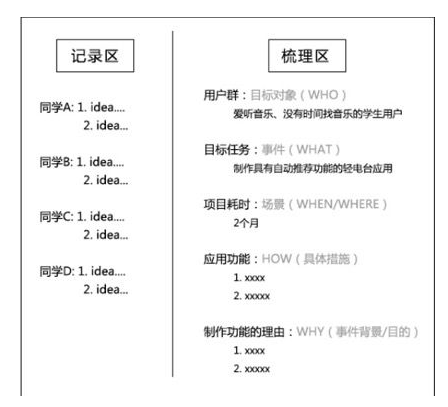 记录区
同学A: 1. idea....
2. idea...
同学B: 1. idea....
2. idea...
同学C: 1. idea....
2. idea...
同学D: 1. idea....
2. idea...
梳理区
用户群：目标对象（WHO）
爱听音乐、没有时间找音乐的学生用户
目标任务：事件（WHAT）
制作具有自动推荐功能的轻电台应用
项目耗时：场景（WHEN/WHERE）
2个月
应用功能：HOW（具体措施）
1. xxxx
2. xxxxx
制作功能的理由：WHY（事件背景/目的）
1. xxxx
2. xxxxx